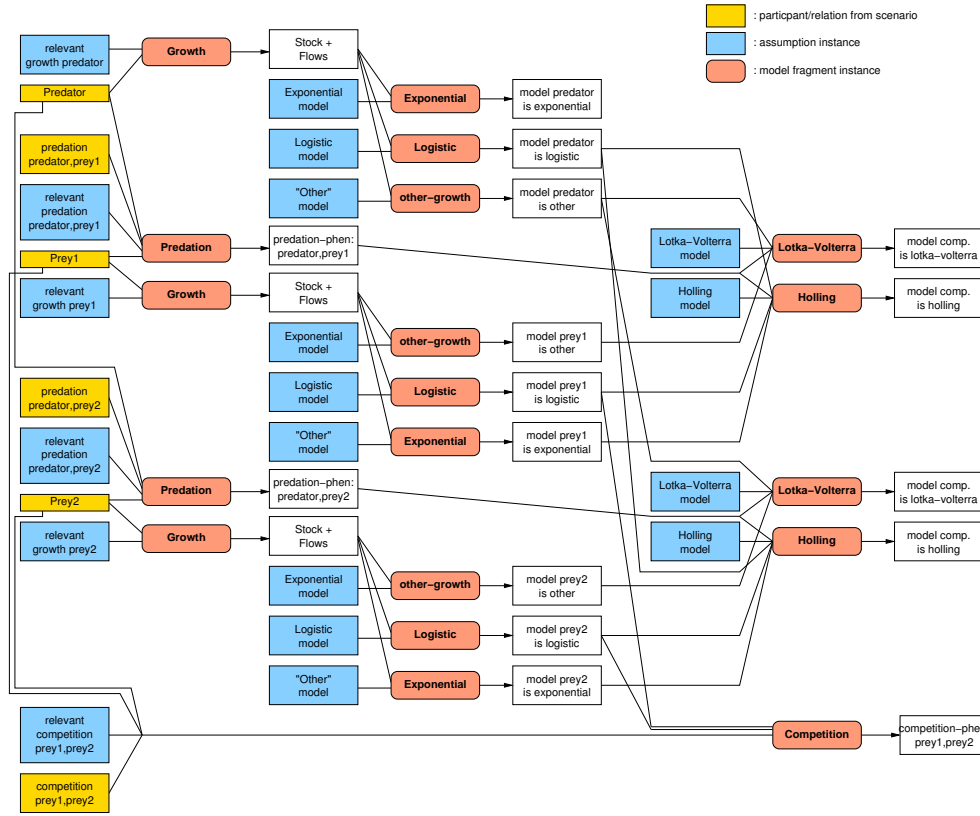 : particpant/relation from scenario
: assumption instance
: model fragment instance
relevant
growth predator
Growth
Stock +
Flows
Predator
Exponential
model
Exponential
model predator
is exponential
predation
predator,prey1
Logistic
model
Logistic
model predator
is logistic
relevant
predation
predator,prey1
"Other"
model
other-growth
model predator
is other
Predation
predation-phen:
predator,prey1
Lotka-Volterra
model
Lotka-Volterra
model comp.
is lotka-volterra
Prey1
relevant
growth prey1
Growth
Stock +
Flows
Holling
model
Holling
model comp.
is holling
Exponential
model
other-growth
model prey1
is other
predation
predator,prey2
Logistic
model
Logistic
model prey1
is logistic
relevant
predation
predator,prey2
"Other"
model
Exponential
model prey1
is exponential
Predation
predation-phen:
predator,prey2
Lotka-Volterra
model
Lotka-Volterra
model comp.
is lotka-volterra
Prey2
relevant
growth prey2
Growth
Stock +
Flows
Holling
model
Holling
model comp.
is holling
Exponential
model
other-growth
model prey2
is other
Logistic
model
Logistic
model prey2
is logistic
"Other"
model
Exponential
model prey2
is exponential
relevant
competition
prey1,prey2
Competition
competition-phe
prey1,prey2
competition
prey1,prey2